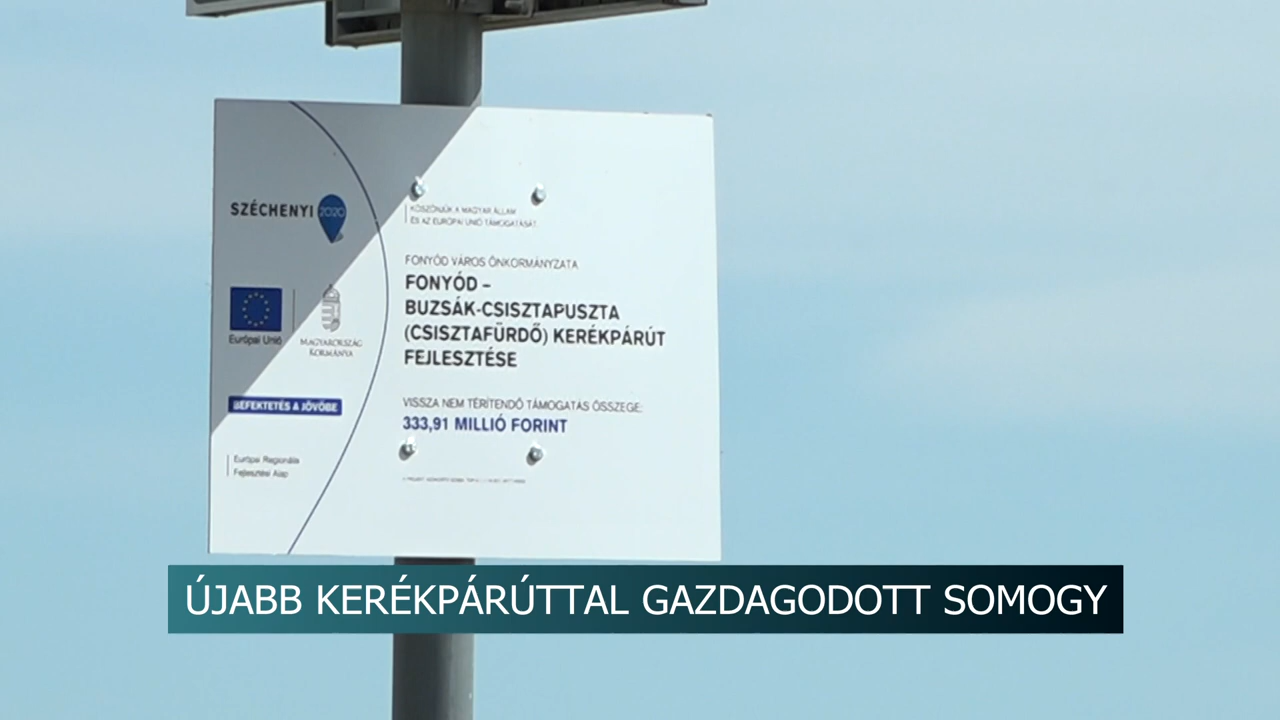 SZÉCHENYI 2020
KÖSZÖNJÜK A MAGYAR ÁLLAM
ÉS AZ EURÓPAI UNIÓ TÁMOGATÁSÁT.
FONYÓD VÁROS ÖNKORMÁNYZATA
FONYÓD –
BUZSÁK-CSISZTAPUSZTA
(CSISZTAFÜRDŐ) KERÉKPÁRÚT
FEJLESZTÉSE
Európai Unió
MAGYARORSZÁG
KORMÁNYA
BEFEKTETÉS A JÖVŐBE
VISSZA NEM TÉRÍTENDŐ TÁMOGATÁS ÖSSZEGE:
333,91 MILLIÓ FORINT
Európai Regionális
Fejlesztési Alap
ÚJABB KERÉKPÁRÚTTAL GAZDAGODOTT SOMOGY